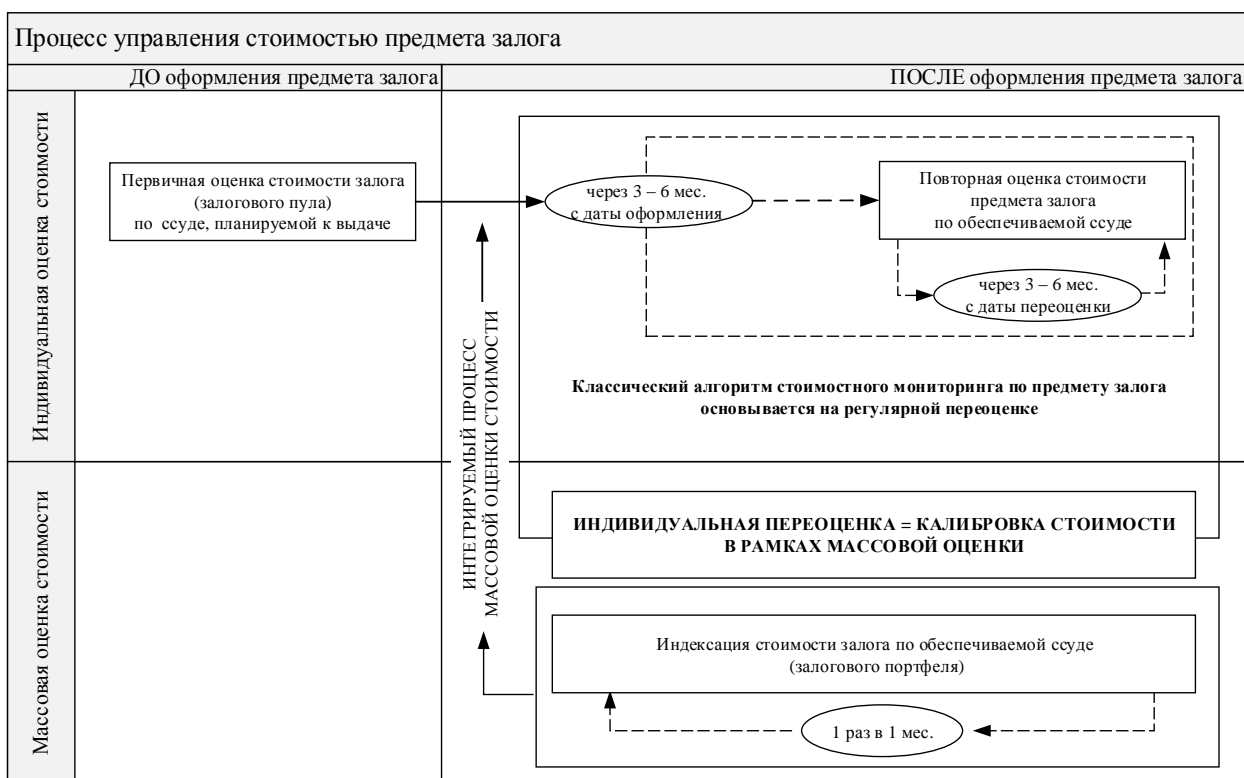 Процесс управления стоимостью предмета залога
ДО оформления предмета залога
ПОСЛЕ оформления предмета залога
Индивидуальная оценка стоимости
Первичная оценка стоимости залога
(залогового пула)
по ссуде, планируемой к выдаче
через 3 – 6 мес.
с даты оформления
Повторная оценка стоимости
предмета залога
по обеспечиваемой ссуде
через 3 – 6 мес.
с даты переоценки
Классический алгоритм стоимостного мониторинга по предмету залога
основывается на регулярной переоценке
ИНТЕГРИРУЕМЫЙ ПРОЦЕСС
МАССОВОЙ ОЦЕНКИ СТОИМОСТИ
Массовая оценка стоимости
ИНДИВИДУАЛЬНАЯ ПЕРЕОЦЕНКА = КАЛИБРОВКА СТОИМОСТИ
В РАМКАХ МАССОВОЙ ОЦЕНКИ
Индексация стоимости залога по обеспечиваемой ссуде
(залогового портфеля)
1 раз в 1 мес.